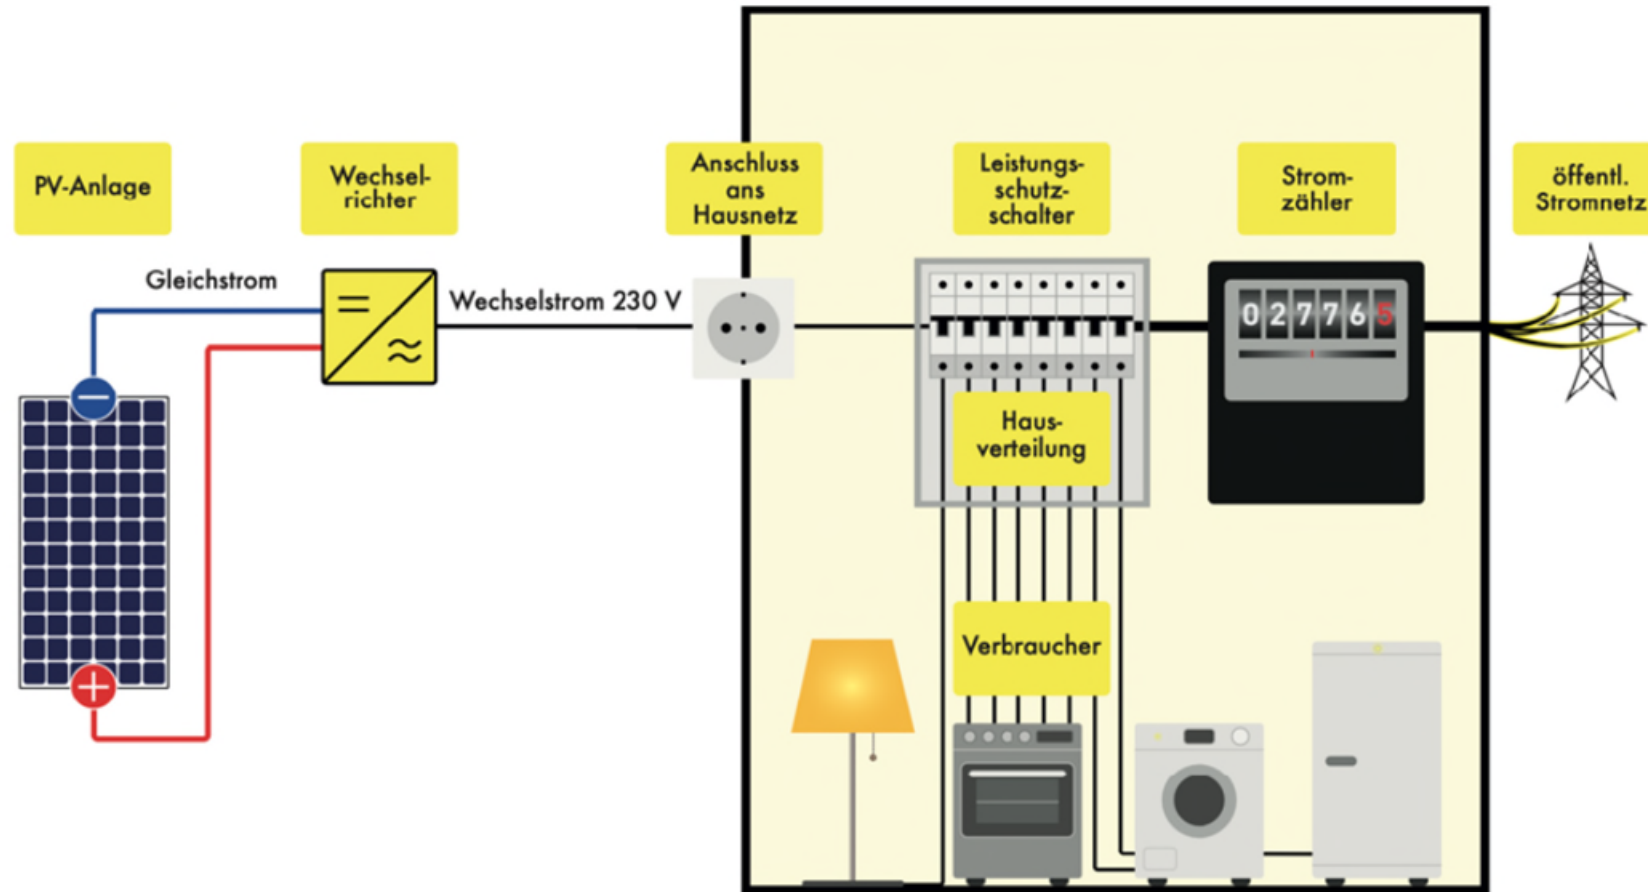 PV-Anlage
Wechsel-
richter
Anschluss
ans
Hausnetz
Leistungs-
schutz-
schalter
Strom-
zähler
öffentl.
Stromnetz
Gleichstrom
Wechselstrom 230 V
027765
Haus-
verteilung
Verbraucher